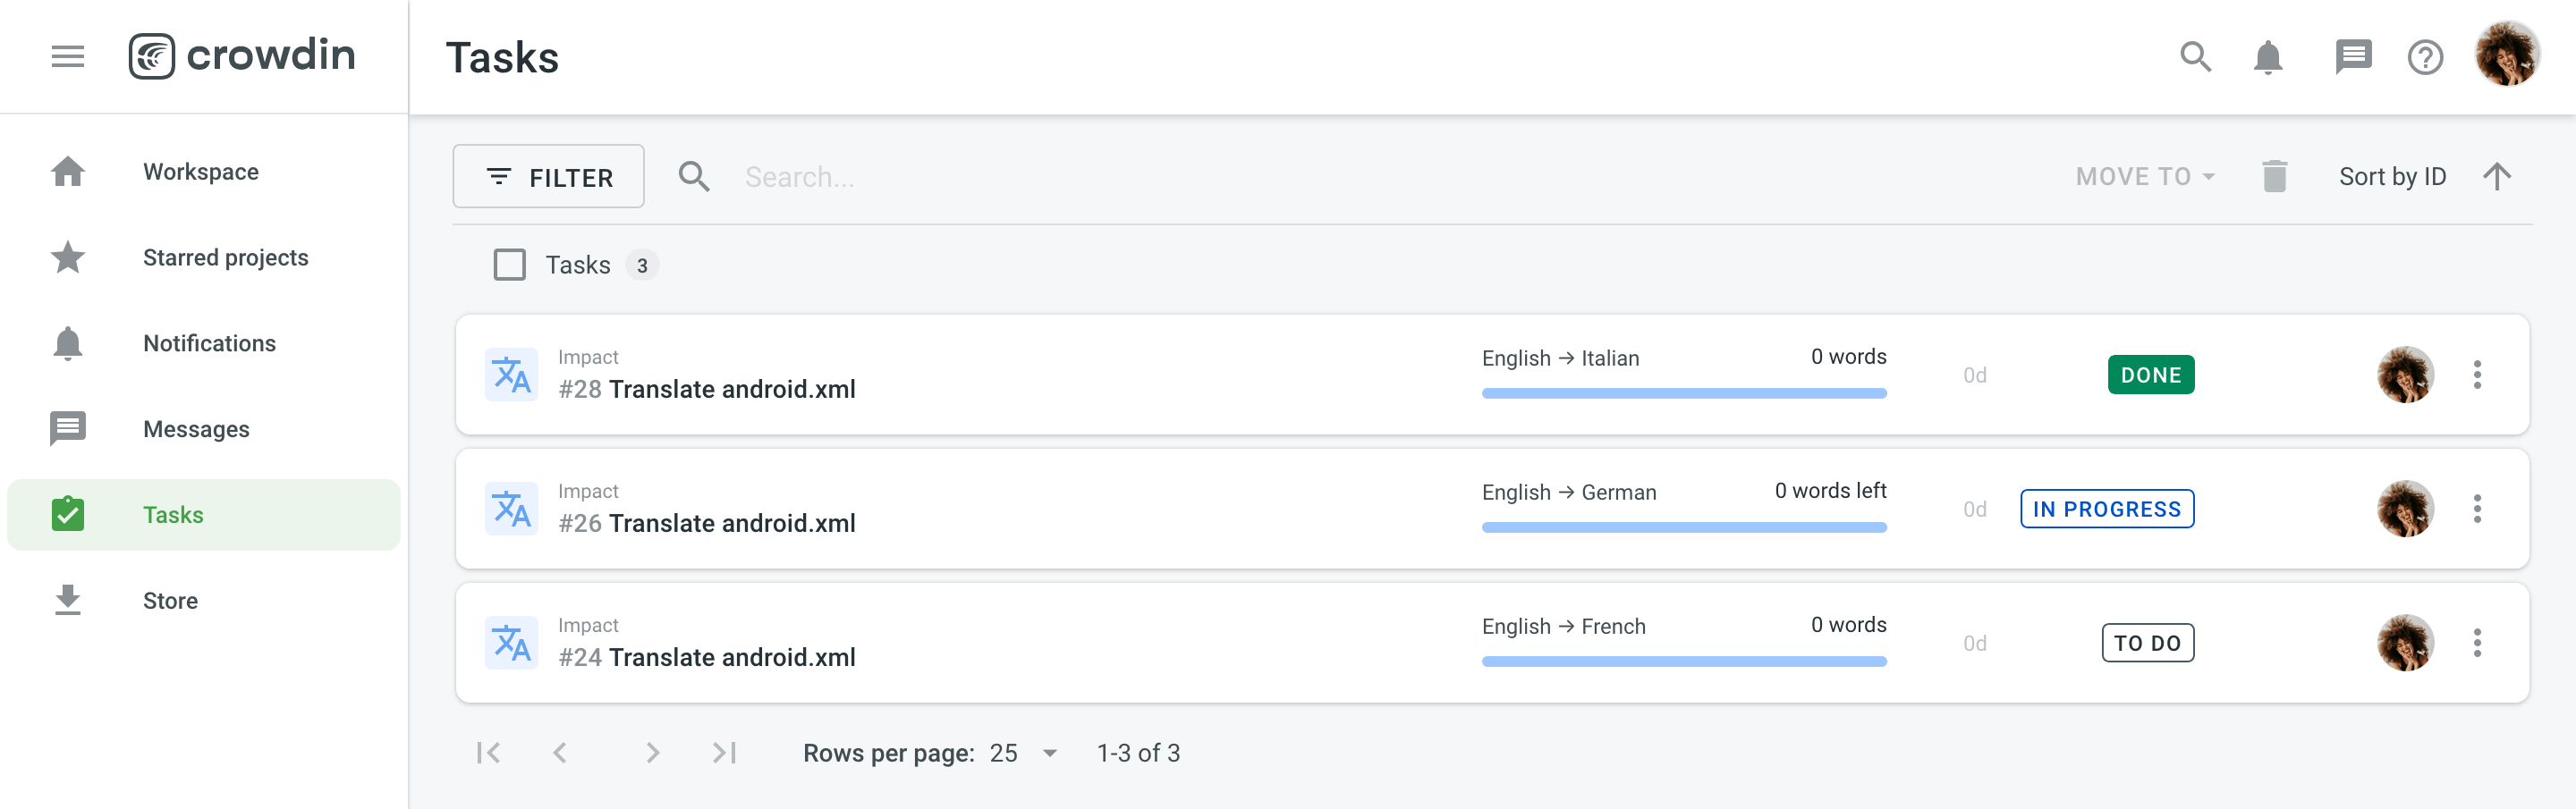 crowdin
Tasks
Workspace
Starred projects
Notifications
Messages
Tasks
Store
FILTER
Search...
MOVE TO
Sort by ID
Tasks 3
Impact
#28 Translate android.xml
English → Italian
0 words
0d
DONE
Impact
#26 Translate android.xml
English → German
0 words left
0d
IN PROGRESS
Impact
#24 Translate android.xml
English → French
0 words
0d
TO DO
Rows per page: 25
1-3 of 3